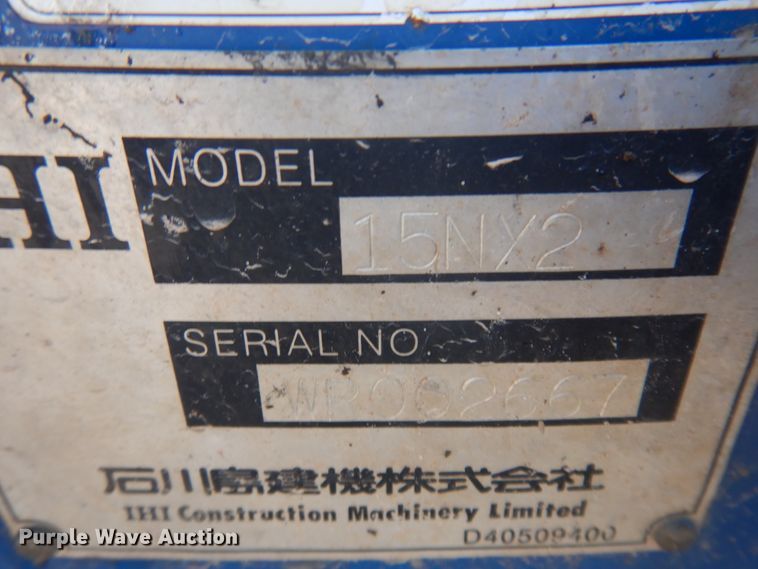 IHI
MODEL
15NX2
SERIAL NO.
石川島建機株式会社
IHI Construction Machinery Limited
D40509400
Purple Wave Auction